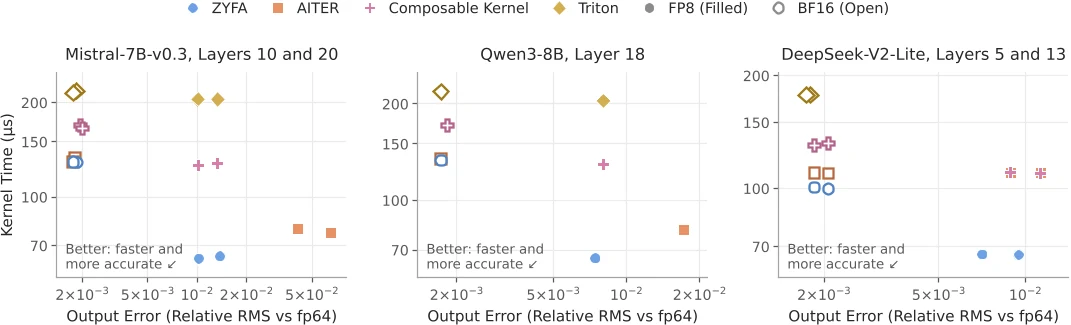 ZYFA AITER Composable Kernel Triton FP8 (Filled) BF16 (Open)
Mistral-7B-v0.3, Layers 10 and 20
Kernel Time (μs)
200
150
100
70
Better: faster and
more accurate ↙
2×10⁻³ 5×10⁻³ 10⁻² 2×10⁻² 5×10⁻²
Output Error (Relative RMS vs fp64)
Qwen3-8B, Layer 18
200
150
100
70
Better: faster and
more accurate ↙
2×10⁻³ 5×10⁻³ 10⁻² 2×10⁻²
Output Error (Relative RMS vs fp64)
DeepSeek-V2-Lite, Layers 5 and 13
200
150
100
70
Better: faster and
more accurate ↙
2×10⁻³ 5×10⁻³ 10⁻²
Output Error (Relative RMS vs fp64)